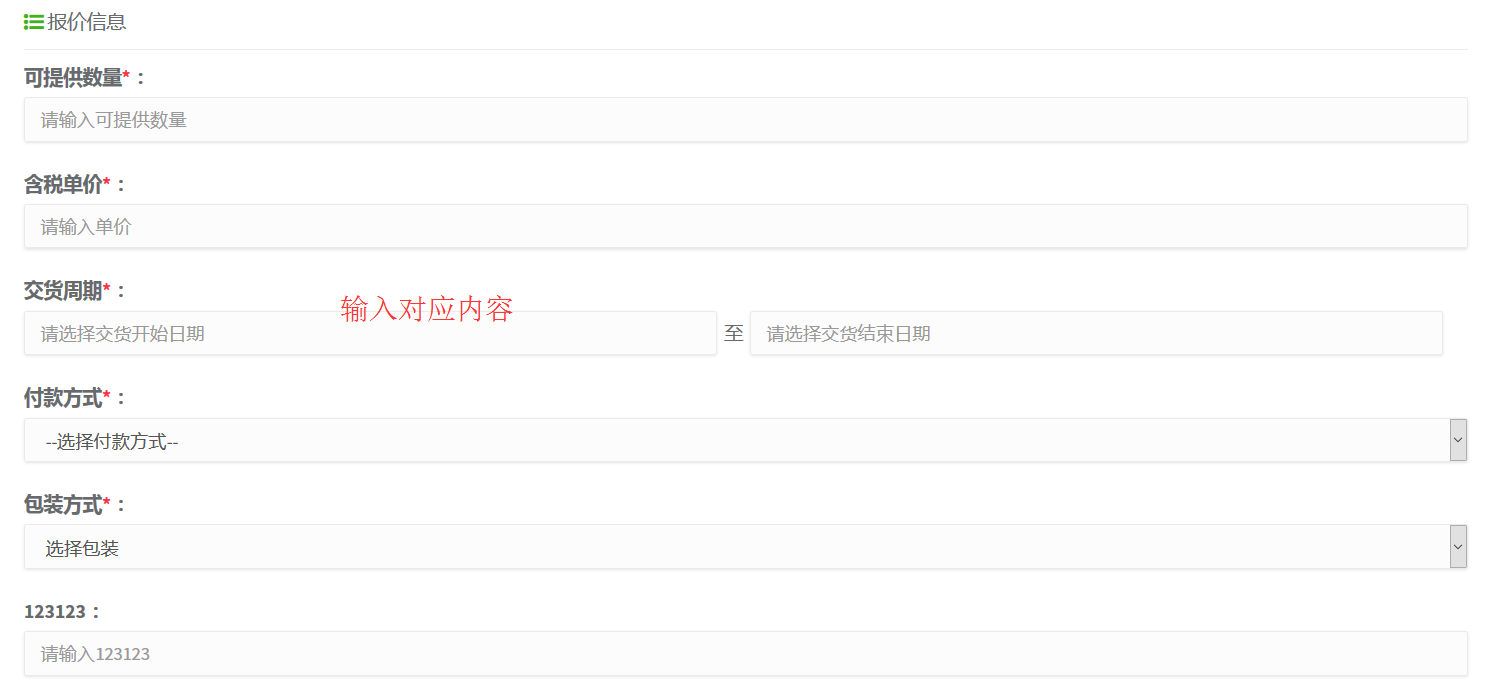 报价信息
可提供数量*：
请输入可提供数量
含税单价*：
请输入单价
交货周期*：
输入对应内容
请选择交货开始日期 至 请选择交货结束日期
付款方式*：
--选择付款方式--
包装方式*：
选择包装
123123：
请输入123123